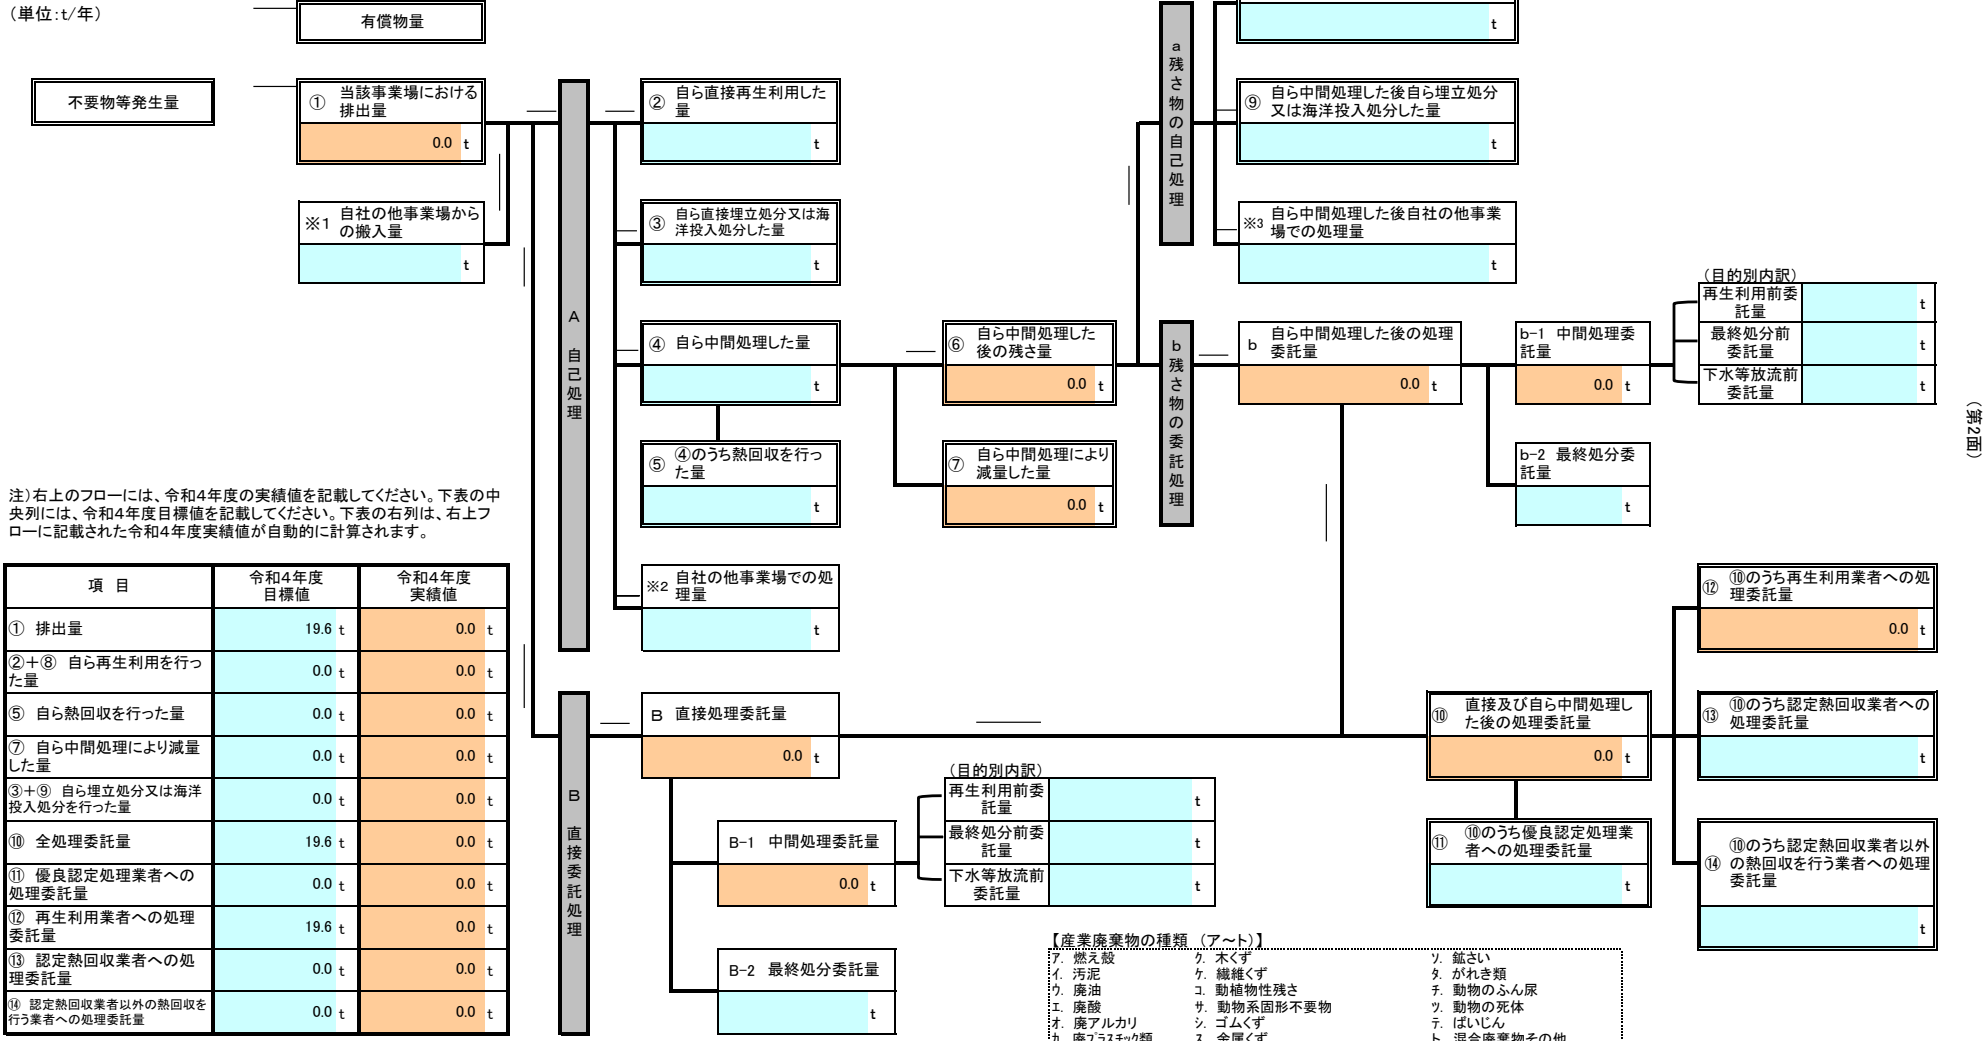 （単位：t/年）
有償物量
不要物等発生量
① 当該事業場における
排出量
0.0 t
※1 自社の他事業場から
の搬入量
t
A
自己処理
② 自ら直接再生利用した
量
t
③ 自ら直接埋立処分又は海
洋投入処分した量
t
④ 自ら中間処理した量
t
⑤ ④のうち熱回収を行っ
た量
t
※2 自社の他事業場での処
理量
t
⑥ 自ら中間処理した
後の残さ量
0.0 t
⑦ 自ら中間処理により
減量した量
0.0 t
a 残さ物の自己処理
t
⑨ 自ら中間処理した後自ら埋立処分
又は海洋投入処分した量
t
※3 自ら中間処理した後自社の他事業
場での処理量
t
b 残さ物の委託処理
b 自ら中間処理した後の処理
委託量
0.0 t
b-1 中間処理委
託量
0.0 t
b-2 最終処分委
託量
t
（目的別内訳）
再生利用前委
託量
t
最終処分前
委託量
t
下水等放流前
委託量
t
（第2面）
注）右上のフローには、令和4年度の実績値を記載してください。下表の中
央列には、令和4年度目標値を記載してください。下表の右列は、右上フ
ローに記載された令和4年度実績値が自動的に計算されます。
項 目 令和4年度
目標値 令和4年度
実績値
① 排出量 19.6 t 0.0 t
②＋⑧ 自ら再生利用を行っ
た量 0.0 t 0.0 t
⑤ 自ら熱回収を行った量 0.0 t 0.0 t
⑦ 自ら中間処理により減量
した量 0.0 t 0.0 t
③＋⑨ 自ら埋立処分又は海洋
投入処分を行った量 0.0 t 0.0 t
⑩ 全処理委託量 19.6 t 0.0 t
⑪ 優良認定処理業者への
処理委託量 0.0 t 0.0 t
⑫ 再生利用業者への処理
委託量 19.6 t 0.0 t
⑬ 認定熱回収業者への処
理委託量 0.0 t 0.0 t
⑭ 認定熱回収業者以外の熱回収を
行う業者への処理委託量 0.0 t 0.0 t
B
直接委託処理
B 直接処理委託量
0.0 t
B-1 中間処理委託量
0.0 t
B-2 最終処分委託量
t
（目的別内訳）
再生利用前委
託量
t
最終処分前委
託量
t
下水等放流前
委託量
t
⑩ 直接及び自ら中間処理し
た後の処理委託量
0.0 t
⑪ ⑩のうち優良認定処理業
者への処理委託量
t
⑫ ⑩のうち再生利用業者への処
理委託量
0.0 t
⑬ ⑩のうち認定熱回収業者への
処理委託量
t
⑭ ⑩のうち認定熱回収業者以外
の熱回収を行う業者への処理
委託量
t
【産業廃棄物の種類 （ア～ト）】
ア. 燃え殻 ク. 木くず ソ. 鉱さい
イ. 汚泥 ケ. 繊維くず タ. がれき類
ウ. 廃油 コ. 動植物性残さ チ. 動物のふん尿
エ. 廃酸 サ. 動物系固形不要物 ツ. 動物の死体
オ. 廃アルカリ シ. ゴムくず テ. ばいじん
カ. 廃プラスチック類 ス. 金属くず ト. 混合廃棄物その他